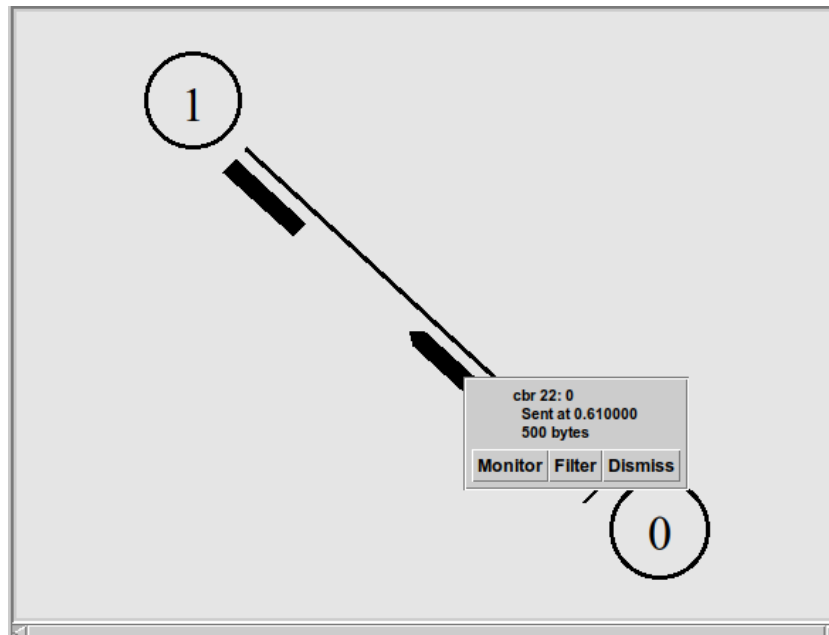 1
cbr 22: 0
Sent at 0.610000
500 bytes
Monitor Filter Dismiss
0